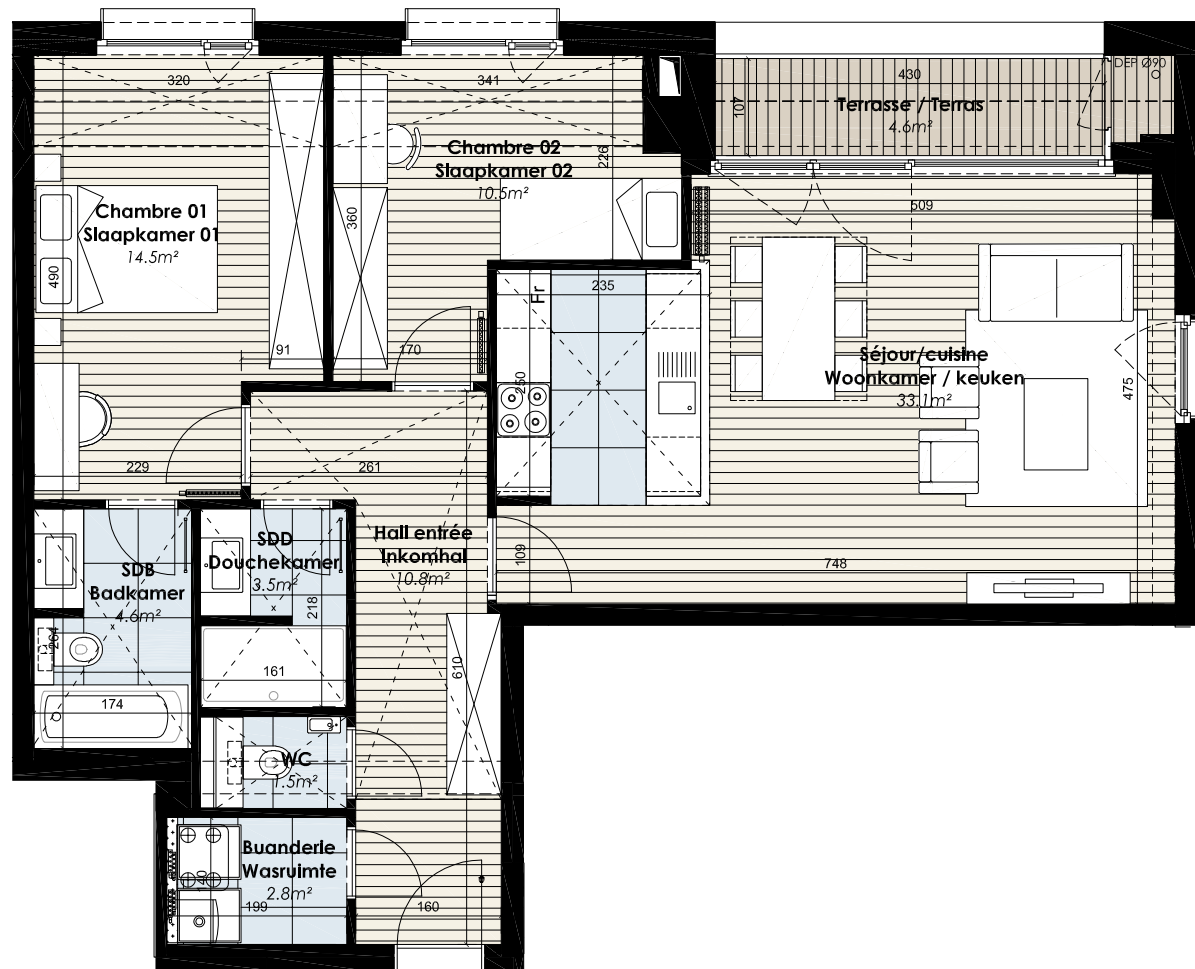 320
341
430
DEP Ø90
107
Terrasse / Terras
4.6m²
Chambre 02
Slaapkamer 02
10.5m²
226
Chambre 01
Slaapkamer 01
14.5m²
360
509
490
235
Fr
91
170
250
Séjour/cuisine
Woonkamer / keuken
33.1m²
475
229
261
Hall entrée
Inkomhal
10.8m²
109
748
SDD
Douchekamer
3.5m²
SDB
Badkamer
4.6m²
218
264
161
610
174
WC
1.5m²
Buanderie
Wasruimte
2.8m²
140
199
160